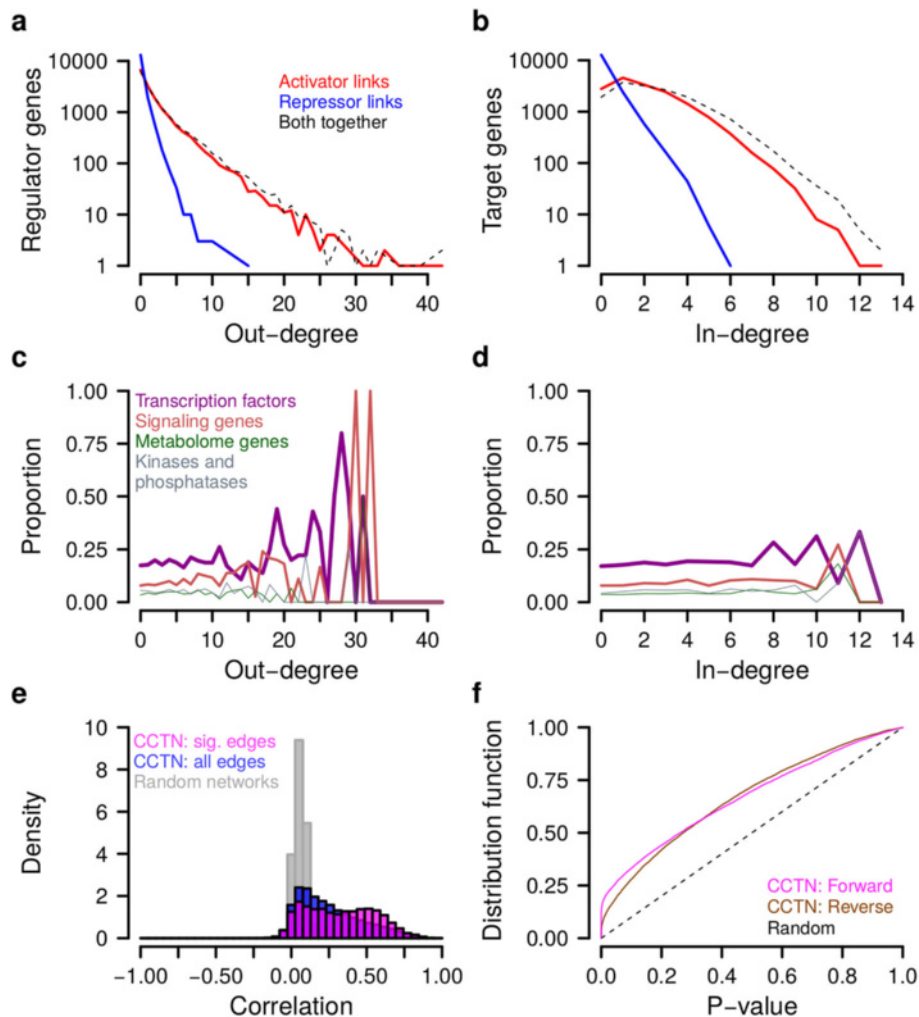 a
b
10000
1000
100
10
1
Regulator genes
Activator links
Repressor links
Both together
0
10
20
30
40
Out-degree
10000
1000
100
10
1
Target genes
0
2
4
6
8
10
12
14
In-degree
c
d
1.00
0.75
0.50
0.25
0.00
Proportion
Transcription factors
Signaling genes
Metabolome genes
Kinases and
phosphatases
0
10
20
30
40
Out-degree
1.00
0.75
0.50
0.25
0.00
Proportion
0
2
4
6
8
10
12
14
In-degree
e
f
10
8
6
4
2
0
Density
CCTN: sig. edges
CCTN: all edges
Random networks
-1.00
-0.50
0.00
0.50
1.00
Correlation
1.00
0.75
0.50
0.25
0.00
Distribution function
CCTN: Forward
CCTN: Reverse
Random
0.0
0.2
0.4
0.6
0.8
1.0
P-value